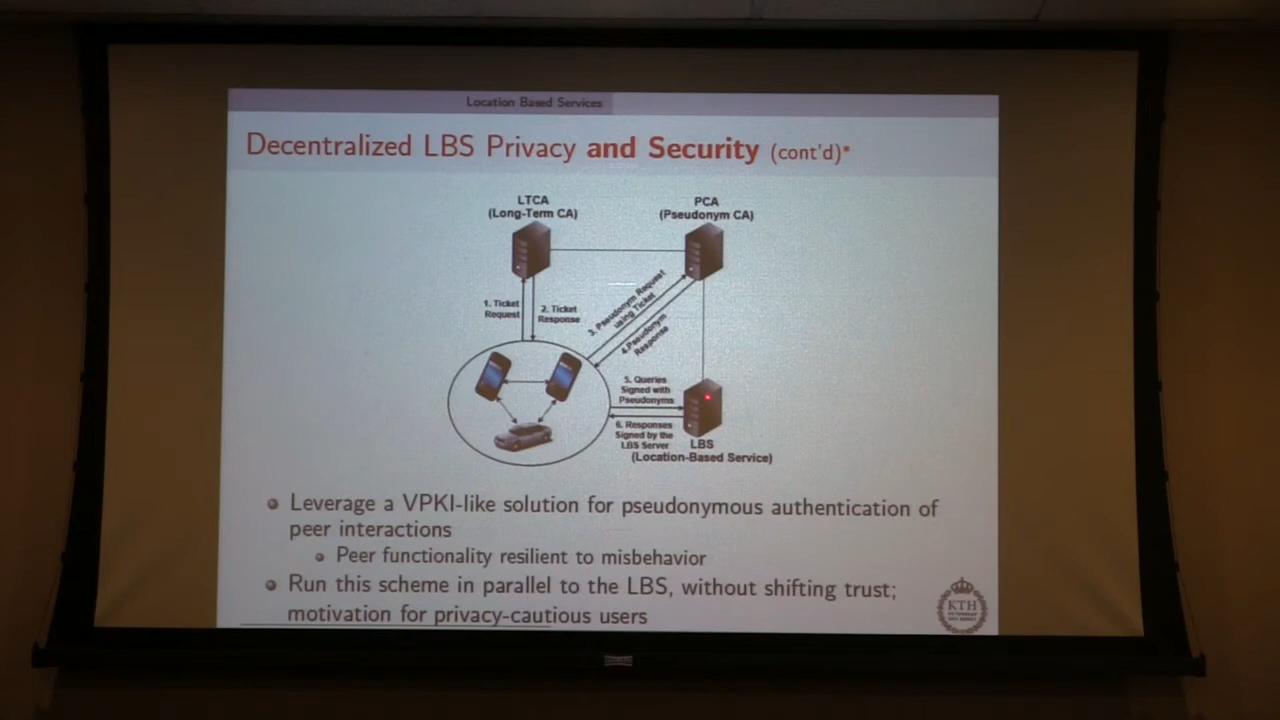 Location Based Services
Decentralized LBS Privacy and Security (cont'd)*
LTCA
(Long-Term CA)
PCA
(Pseudonym CA)
1. Ticket
Request
2. Ticket
Response
3. Pseudonym Request
using Ticket
4.Pseudonym
Response
5. Queries
Signed with
Pseudonyms
6. Responses
Signed by the
LBS Server
LBS
(Location-Based Service)
Leverage a VPKI-like solution for pseudonymous authentication of
peer interactions
Peer functionality resilient to misbehavior
Run this scheme in parallel to the LBS, without shifting trust;
motivation for privacy-cautious users
KTH